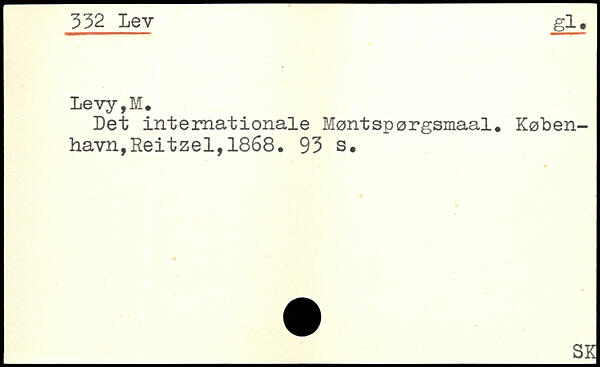 332 Lev gl.
Levy,M.
Det internationale Møntspørgsmaal. Køben-
havn,Reitzel,1868. 93 s.
SK